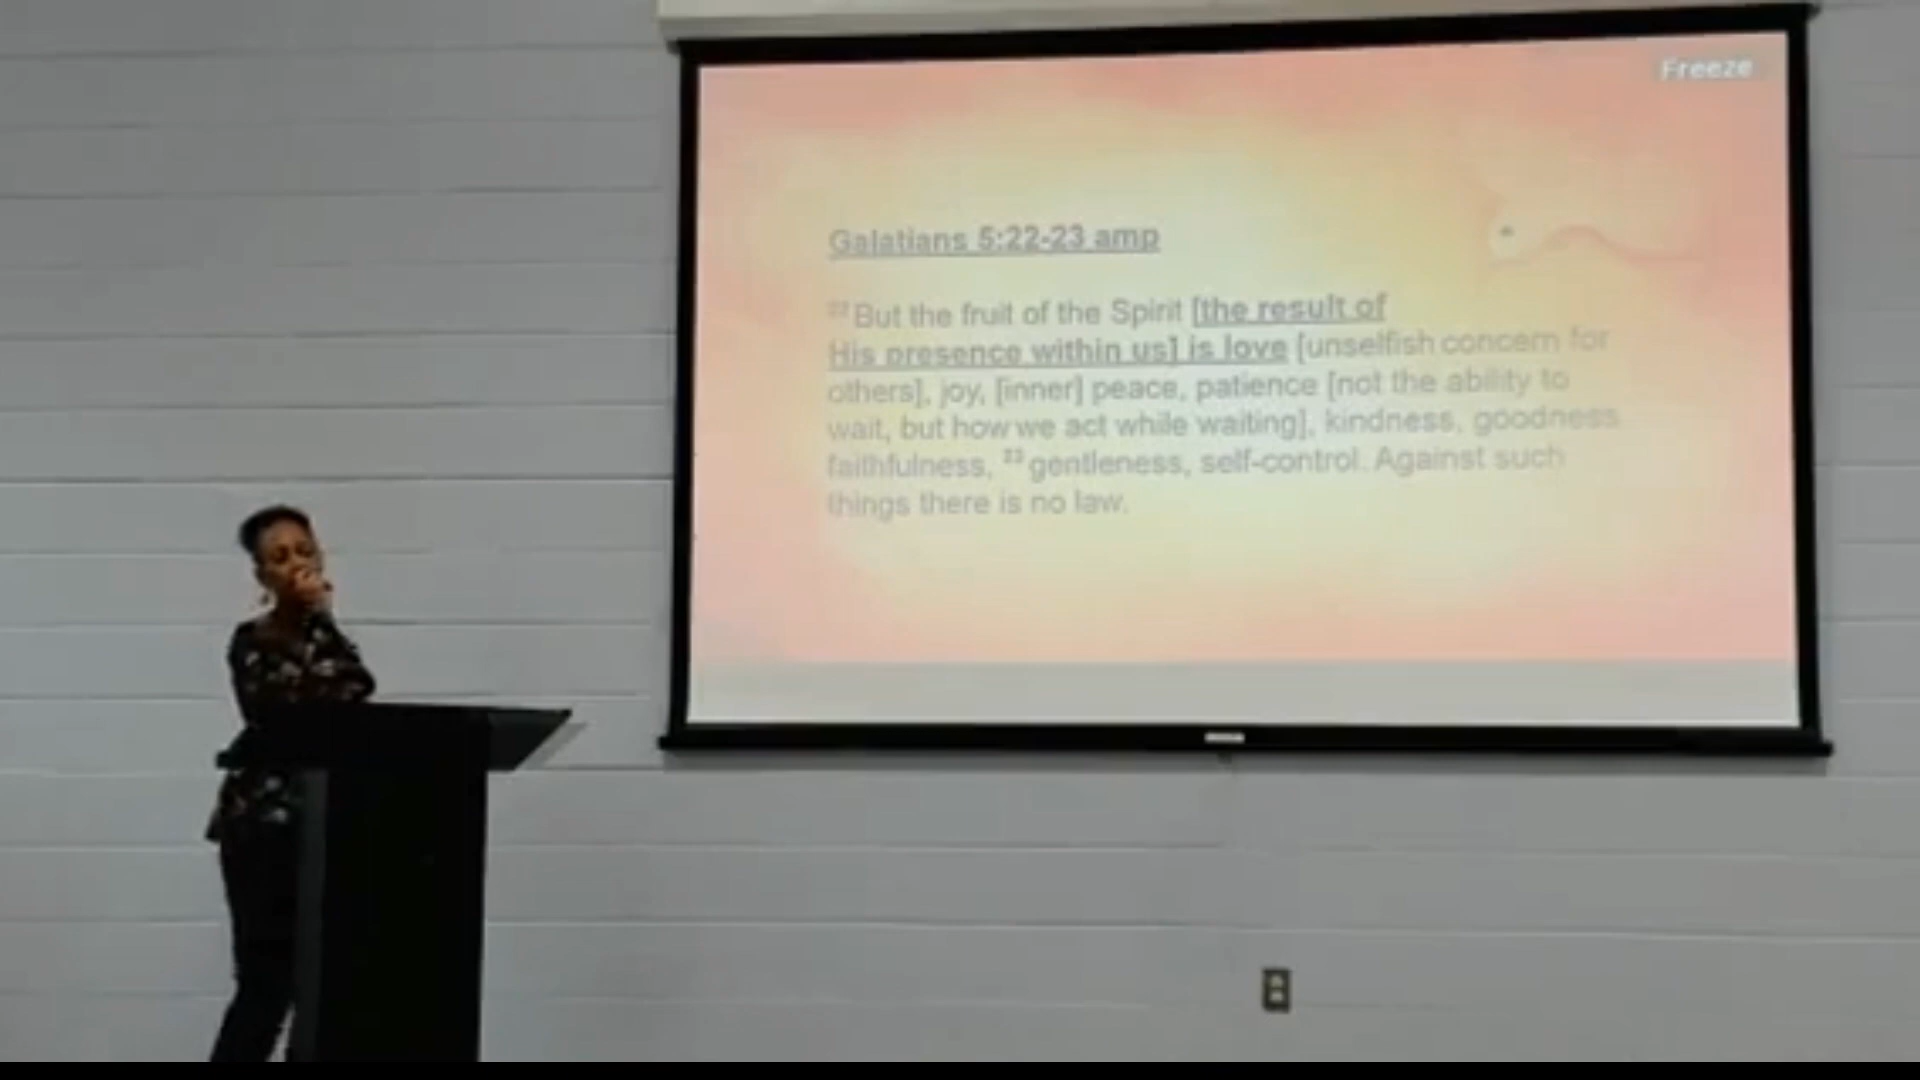 Freeze
Galatians 5:22-23 amp
22 But the fruit of the Spirit [the result of
His presence within us] is love [unselfish concern for
others], joy, [inner] peace, patience [not the ability to
wait, but how we act while waiting], kindness, goodness
faithfulness, 23 gentleness, self-control. Against such
things there is no law.